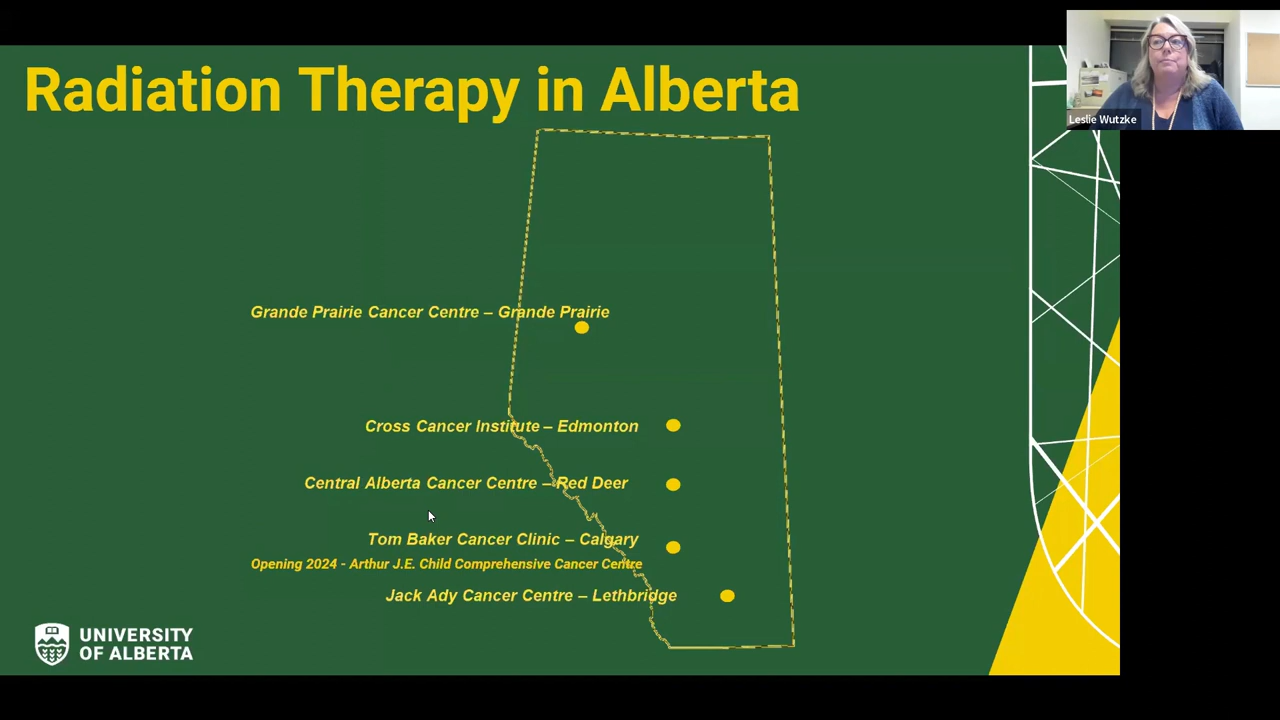 Radiation Therapy in Alberta
Leslie Wutzke
Grande Prairie Cancer Centre – Grande Prairie
Cross Cancer Institute – Edmonton
Central Alberta Cancer Centre – Red Deer
Tom Baker Cancer Clinic – Calgary
Opening 2024 - Arthur J.E. Child Comprehensive Cancer Centre
Jack Ady Cancer Centre – Lethbridge
UNIVERSITY
OF ALBERTA